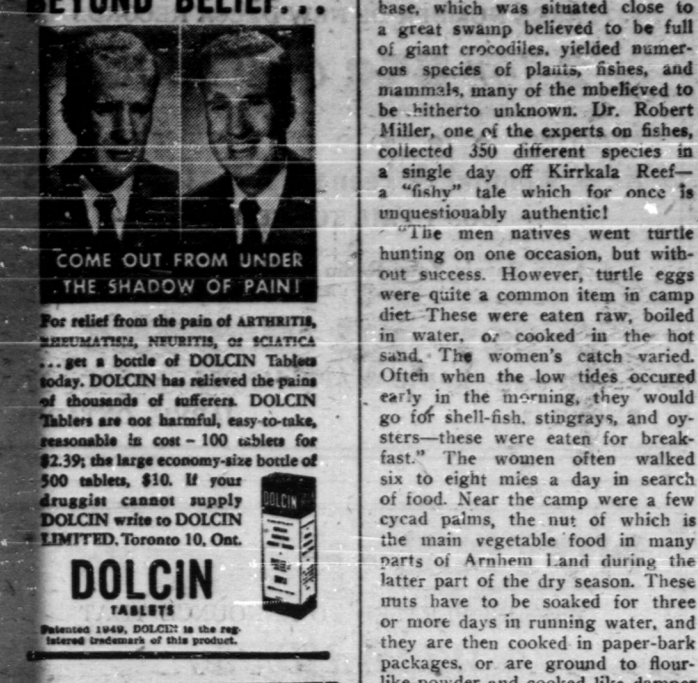 BEYOND BELIEF...
COME OUT FROM UNDER
THE SHADOW OF PAIN!
For relief from the pain of ARTHRITIS,
RHEUMATISM, NEURITIS, or SCIATICA
...get a bottle of DOLCIN Tablets
today. DOLCIN has relieved the pains
of thousands of sufferers. DOLCIN
Tablets are not harmful, easy-to-take,
reasonable in cost – 100 tablets for
$2.39; the large economy-size bottle of
500 tablets, $10. If your
druggist cannot supply
DOLCIN write to DOLCIN
LIMITED, Toronto 10, Ont.
DOLCIN
DOLCIN
TABLETS
Patented 1949, DOLCIN is the reg-
istered trademark of this product.
base, which was situated close to
a great swamp believed to be full
of giant crocodiles, yielded numer-
ous species of plants, fishes, and
mammals, many of the mbelieved to
be hitherto unknown. Dr. Robert
Miller, one of the experts on fishes,
collected 350 different species in
a single day off Kirrkala Reef—
a "fishy" tale which for once is
unquestionably authentic!
"The men natives went turtle
hunting on one occasion, but with-
out success. However, turtle eggs
were quite a common item in camp
diet. These were eaten raw, boiled
in water, or cooked in the hot
sand. The women's catch varied.
Often when the low tides occured
early in the morning, they would
go for shell-fish, stingrays, and oy-
sters—these were eaten for break-
fast." The women often walked
six to eight mies a day in search
of food. Near the camp were a few
cycad palms, the nut of which is
the main vegetable food in many
parts of Arnhem Land during the
latter part of the dry season. These
nuts have to be soaked for three
or more days in running water, and
they are then cooked in paper-bark
packages, or are ground to flour-
like powder and cooked like damper